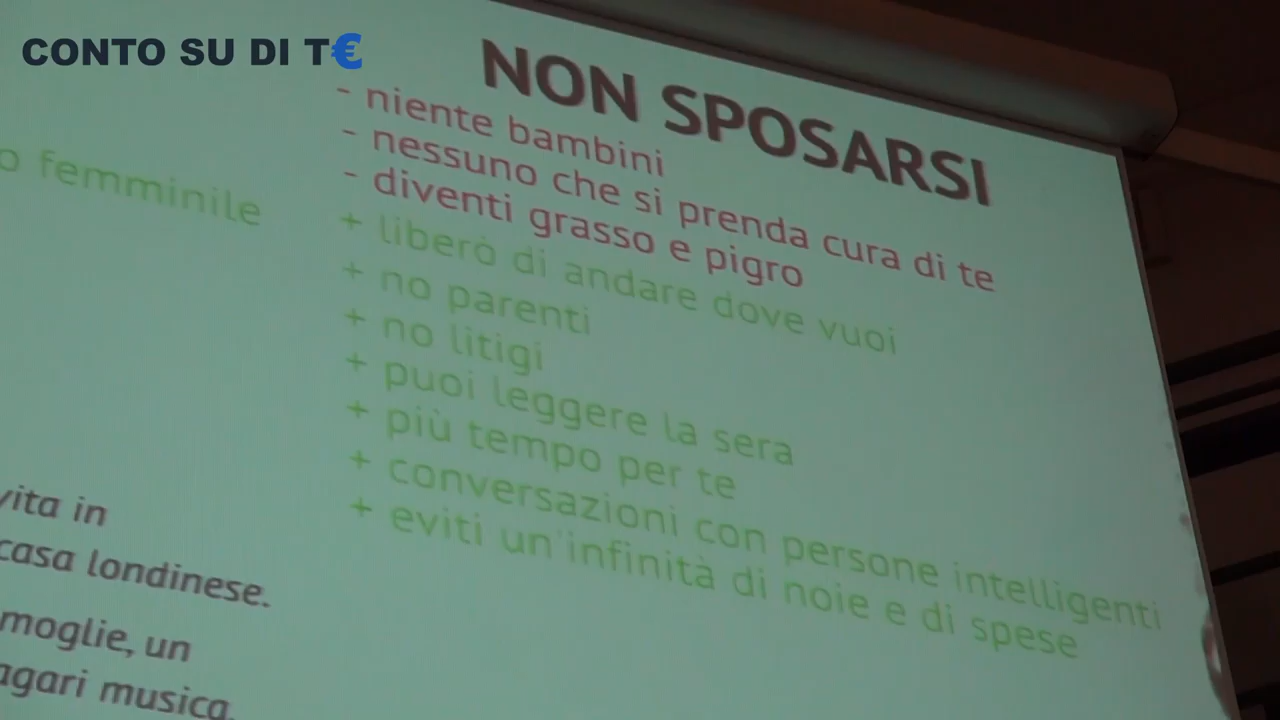 CONTO SU DI T€
NON SPOSARSI
- niente bambini
- nessuno che si prenda cura di te
- diventi grasso e pigro
+ liberò di andare dove vuoi
+ no parenti
+ no litigi
+ puoi leggere la sera
+ più tempo per te
+ conversazioni con persone intelligenti
+ eviti un'infinità di noie e di spese
o femminile
vita in
casa londinese.
moglie, un
agari musica.